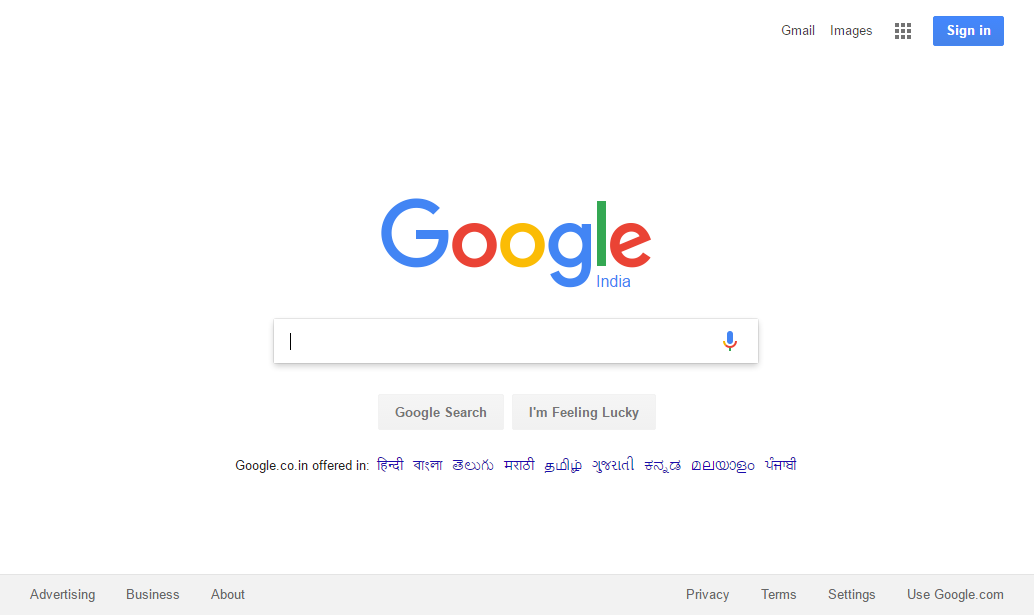 Gmail Images Sign in
Google
India
Google Search I'm Feeling Lucky
Google.co.in offered in: हिन्दी বাংলা తెలుగు मराठी தமிழ் ગુજરાતી ಕನ್ನಡ മലയാളം ਪੰਜਾਬੀ
Advertising Business About Privacy Terms Settings Use Google.com